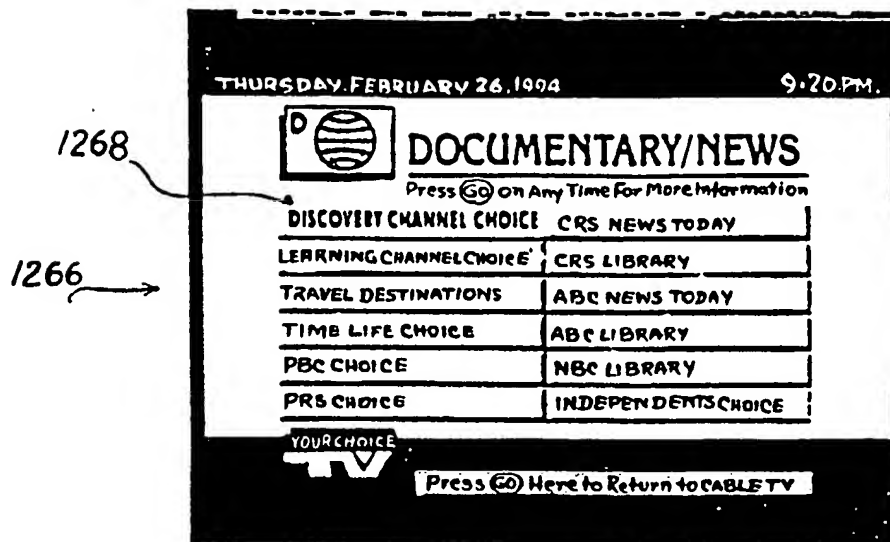 THURSDAY.FEBRUARY 26,1994 9:20.PM.
D
DOCUMENTARY/NEWS
1268
Press GO on Any Time For More Information
DISCOVERY CHANNEL CHOICE CRS NEWS TODAY
LEARNING CHANNEL CHOICE CRS LIBRARY
1266
TRAVEL DESTINATIONS ABC NEWS TODAY
TIME LIFE CHOICE ABC LIBRARY
PBC CHOICE NBC LIBRARY
PRS CHOICE INDEPENDENTS CHOICE
YOUR CHOICE
TV
Press GO Here to Return to CABLE TV